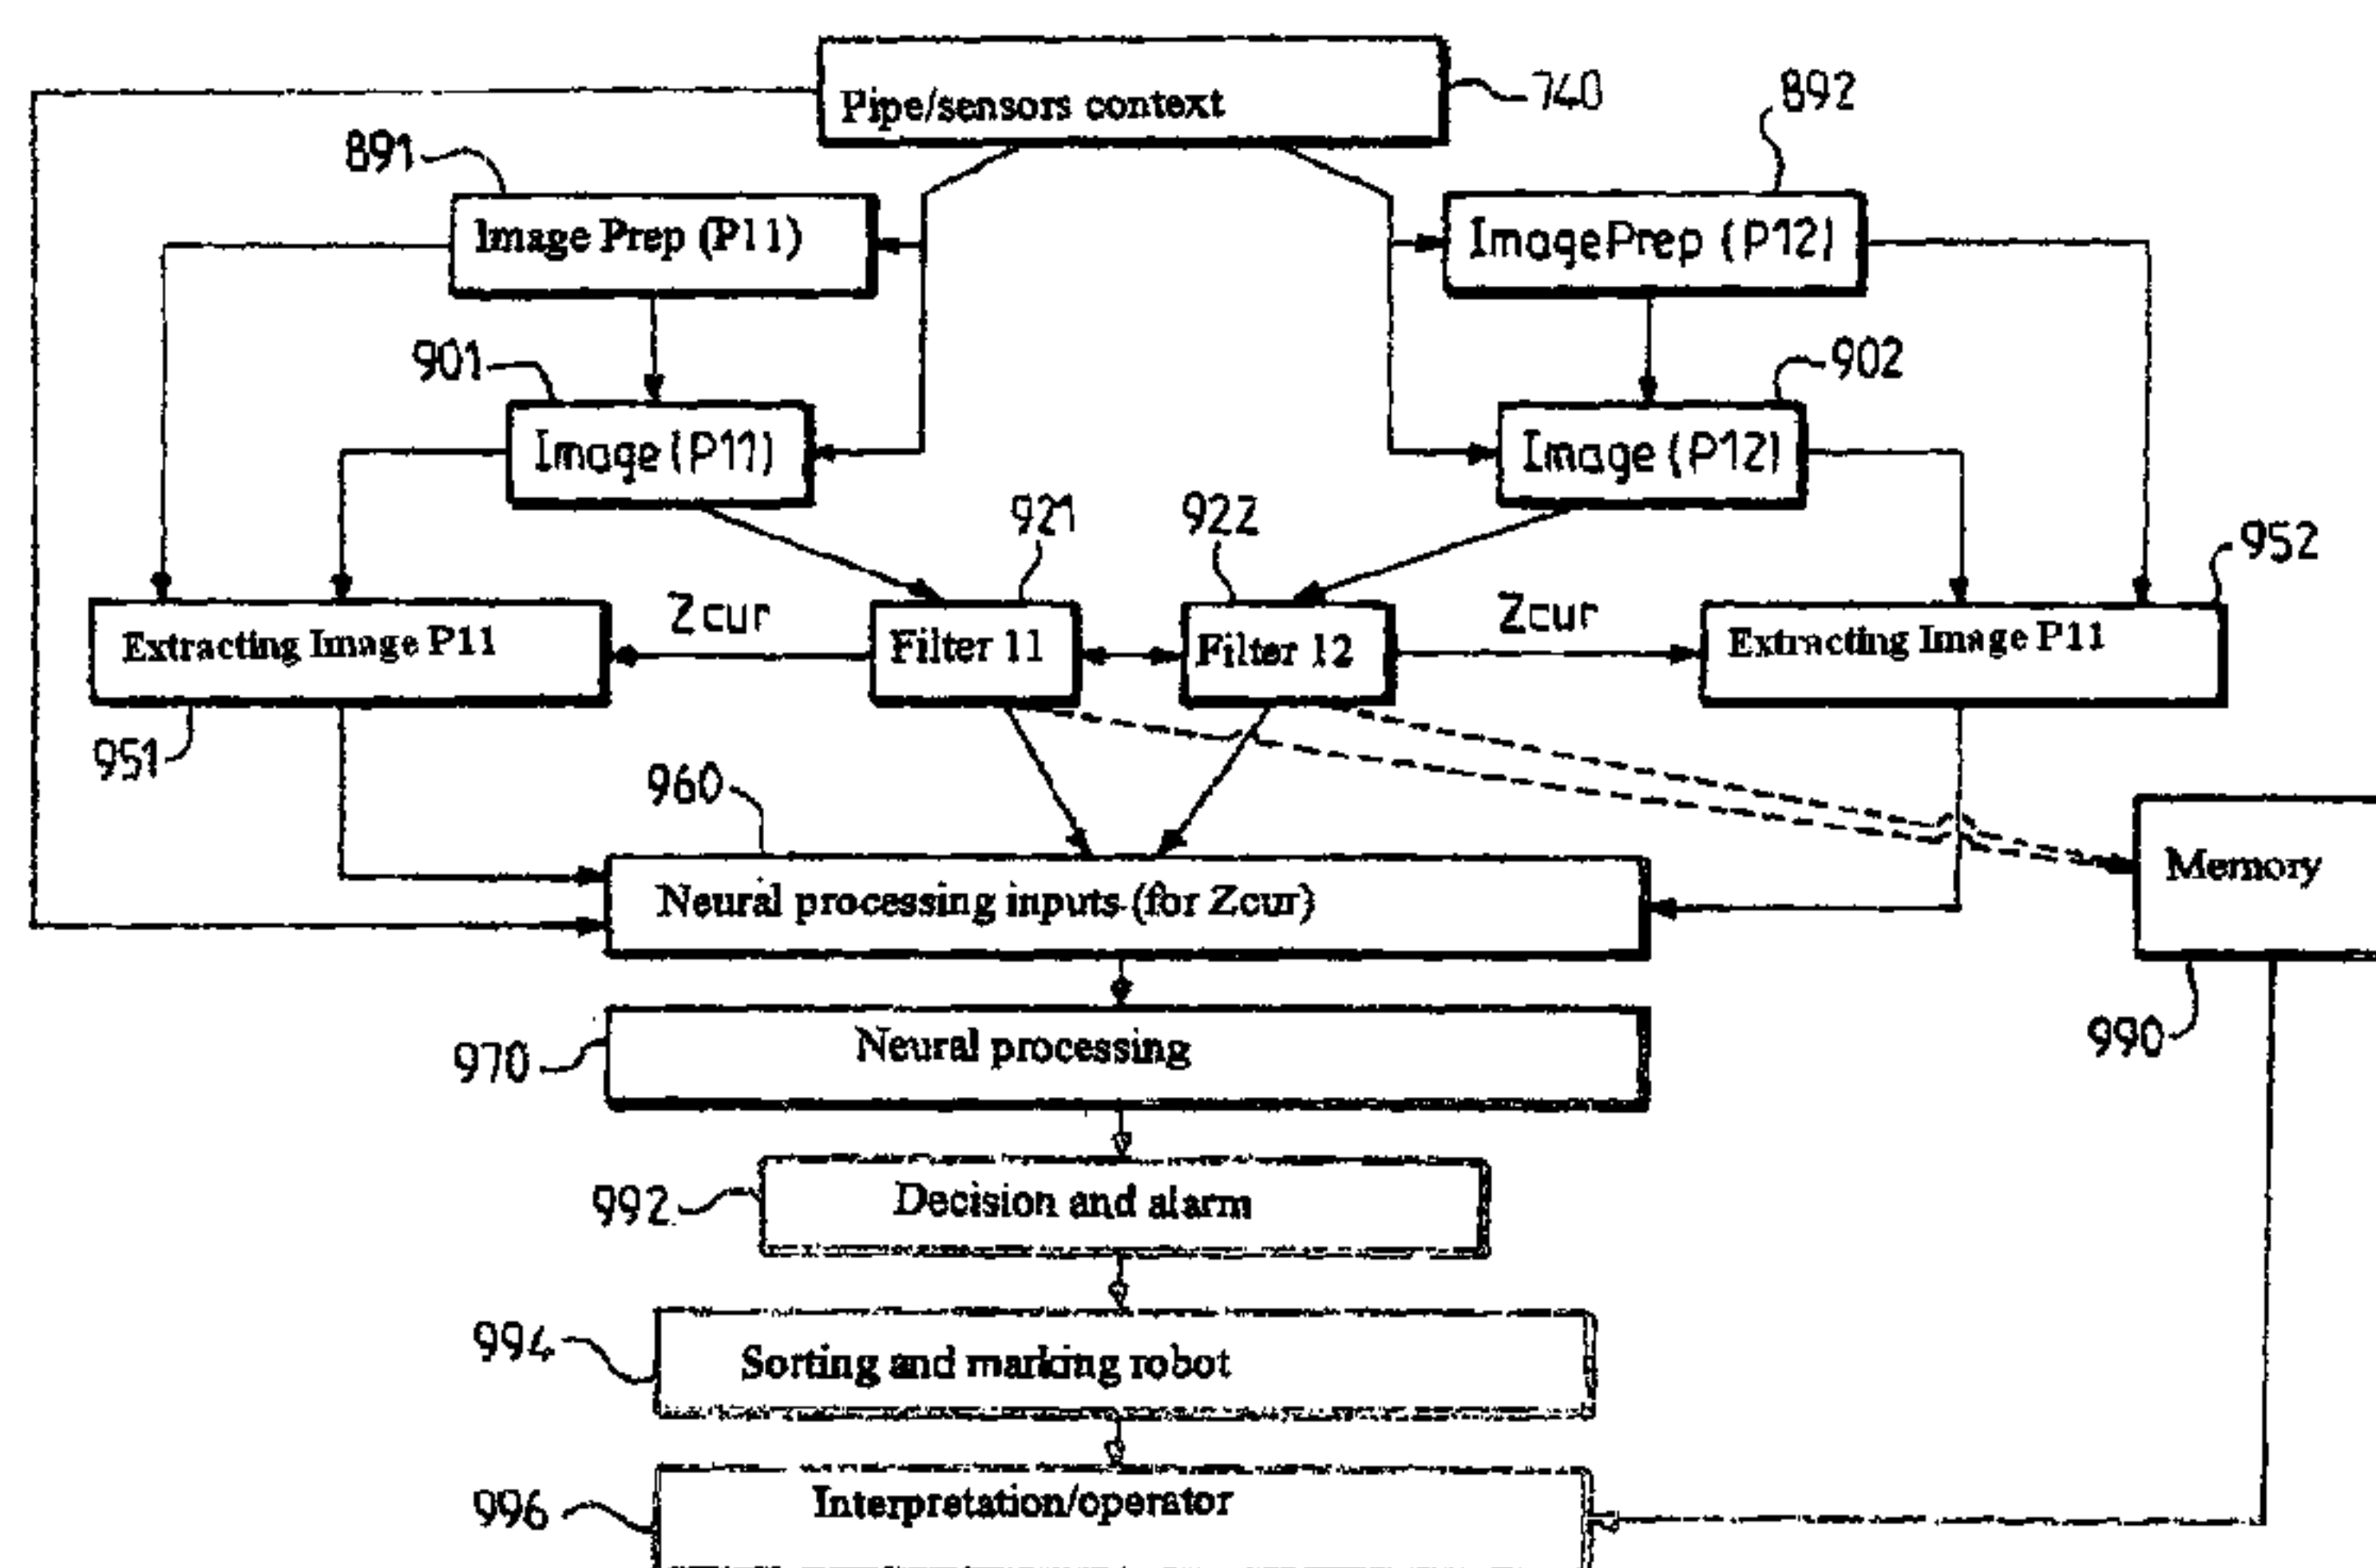 Pipe/sensors context
740
892
891
Image Prep (P11)
ImagePrep (P12)
901
902
Image (P11)
Image (P12)
921
922
952
Extracting Image P11
Zcur
Filter 11
Filter 12
Zcur
Extracting Image P11
951
960
Neural processing inputs (for Zcur)
Memory
990
970
Neural processing
992
Decision and alarm
994
Sorting and marking robot
996
Interpretation/operator